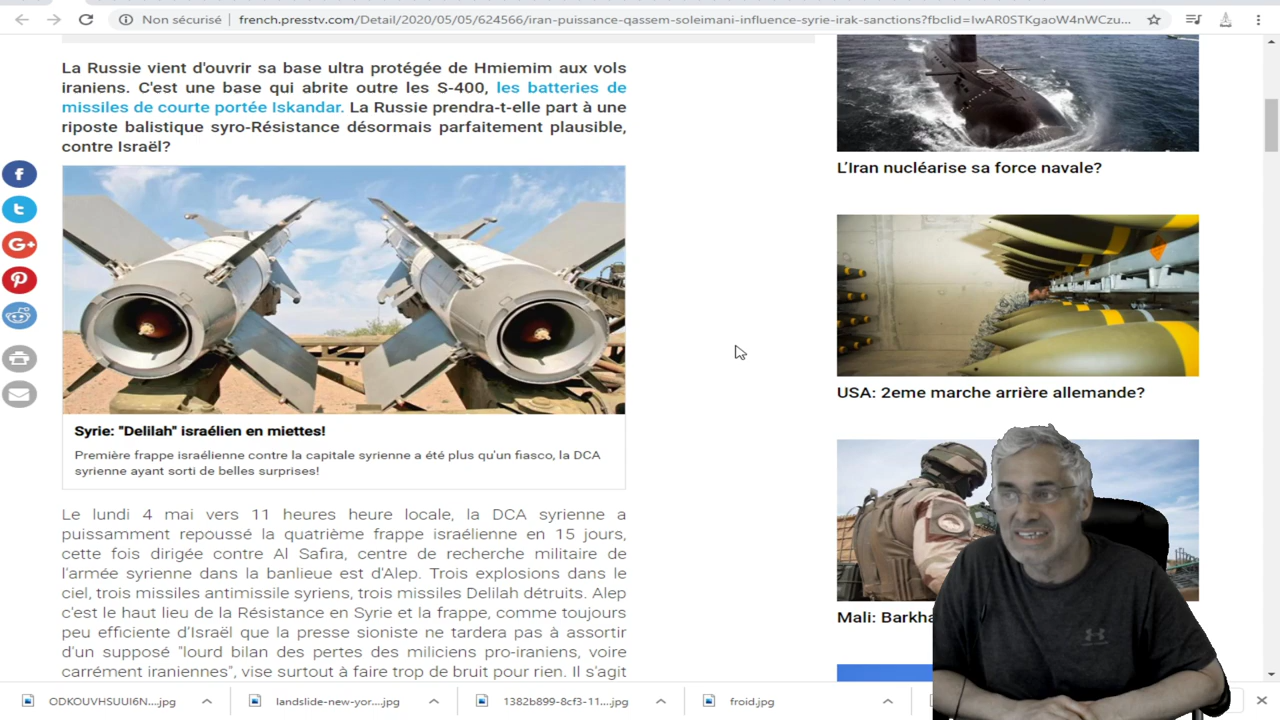 Non sécurisé
french.presstv.com/Detail/2020/05/05/624566/iran-puissance-qassem-soleimani-influence-syrie-irak-sanctions?fbclid=IwAR0STKgaoW4nWCzu...
La Russie vient d'ouvrir sa base ultra protégée de Hmiemim aux vols
iraniens. C'est une base qui abrite outre les S-400, les batteries de
missiles de courte portée Iskandar. La Russie prendra-t-elle part à une
riposte balistique syro-Résistance désormais parfaitement plausible,
contre Israël?
Syrie: "Delilah" israélien en miettes!
Première frappe israélienne contre la capitale syrienne a été plus qu'un fiasco, la DCA
syrienne ayant sorti de belles surprises!
Le lundi 4 mai vers 11 heures heure locale, la DCA syrienne a
puissamment repoussé la quatrième frappe israélienne en 15 jours,
cette fois dirigée contre Al Safira, centre de recherche militaire de
l'armée syrienne dans la banlieue est d'Alep. Trois explosions dans le
ciel, trois missiles antimissile syriens, trois missiles Delilah détruits. Alep
c'est le haut lieu de la Résistance en Syrie et la frappe, comme toujours
peu efficiente d'Israël que la presse sioniste ne tardera pas à assortir
d'un supposé "lourd bilan des pertes des miliciens pro-iraniens, voire
carrément iraniennes", vise surtout à faire trop de bruit pour rien. Il s'agit
L'Iran nucléarise sa force navale?
USA: 2eme marche arrière allemande?
Mali: Barkha
ODKOUVHSUUI6N....jpg
landslide-new-yor....jpg
1382b899-8cf3-11....jpg
froid.jpg